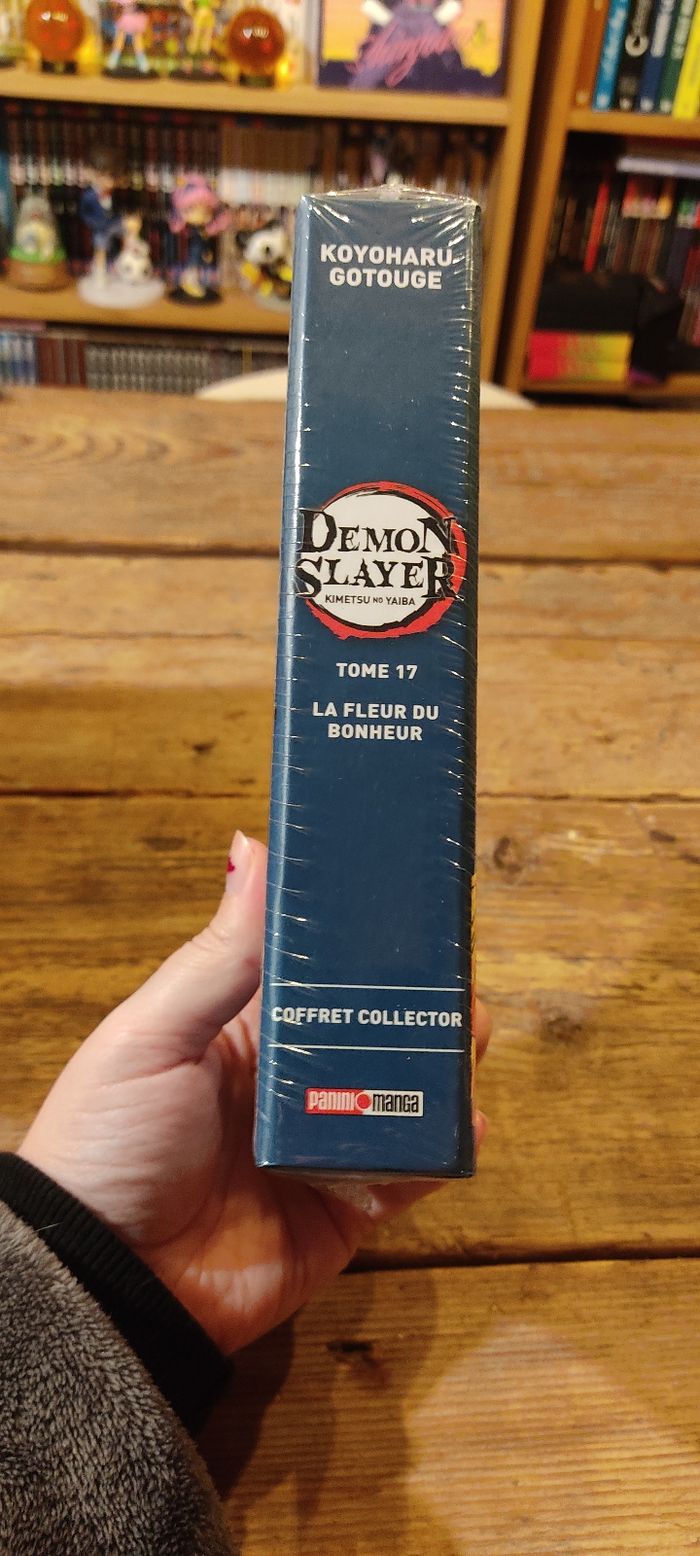 KOYOHARU
GOTOUGE
DEMON
SLAYER
KIMETSU NO YAIBA
TOME 17
LA FLEUR DU
BONHEUR
COFFRET COLLECTOR
PANINI manga